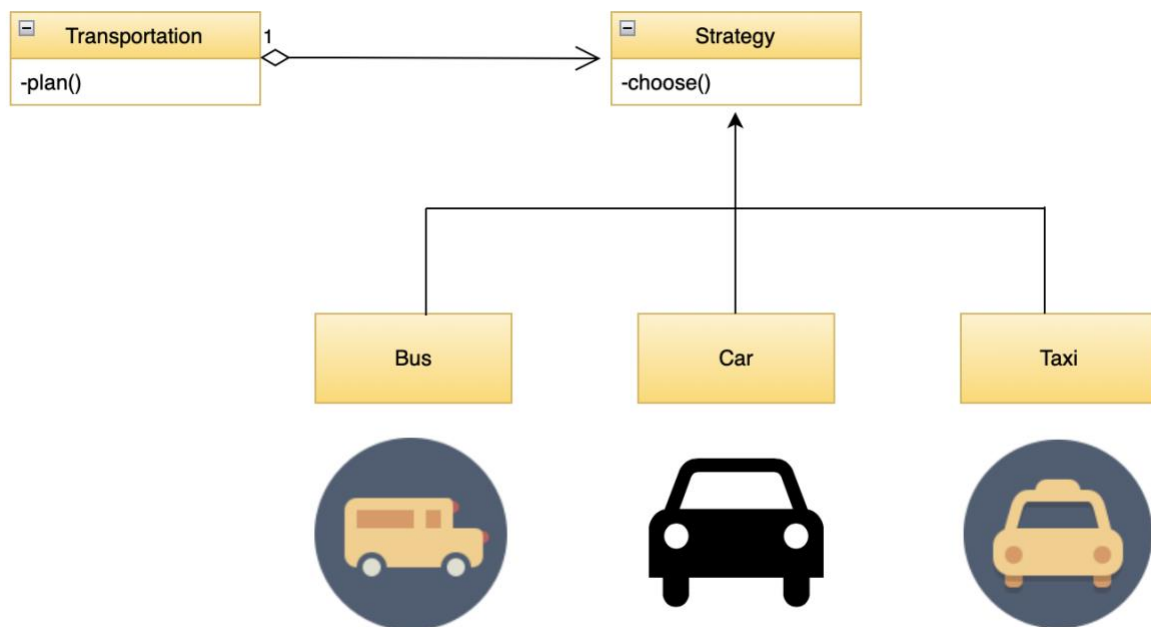 Transportation
1
Strategy
-plan()
-choose()
Bus
Car
Taxi